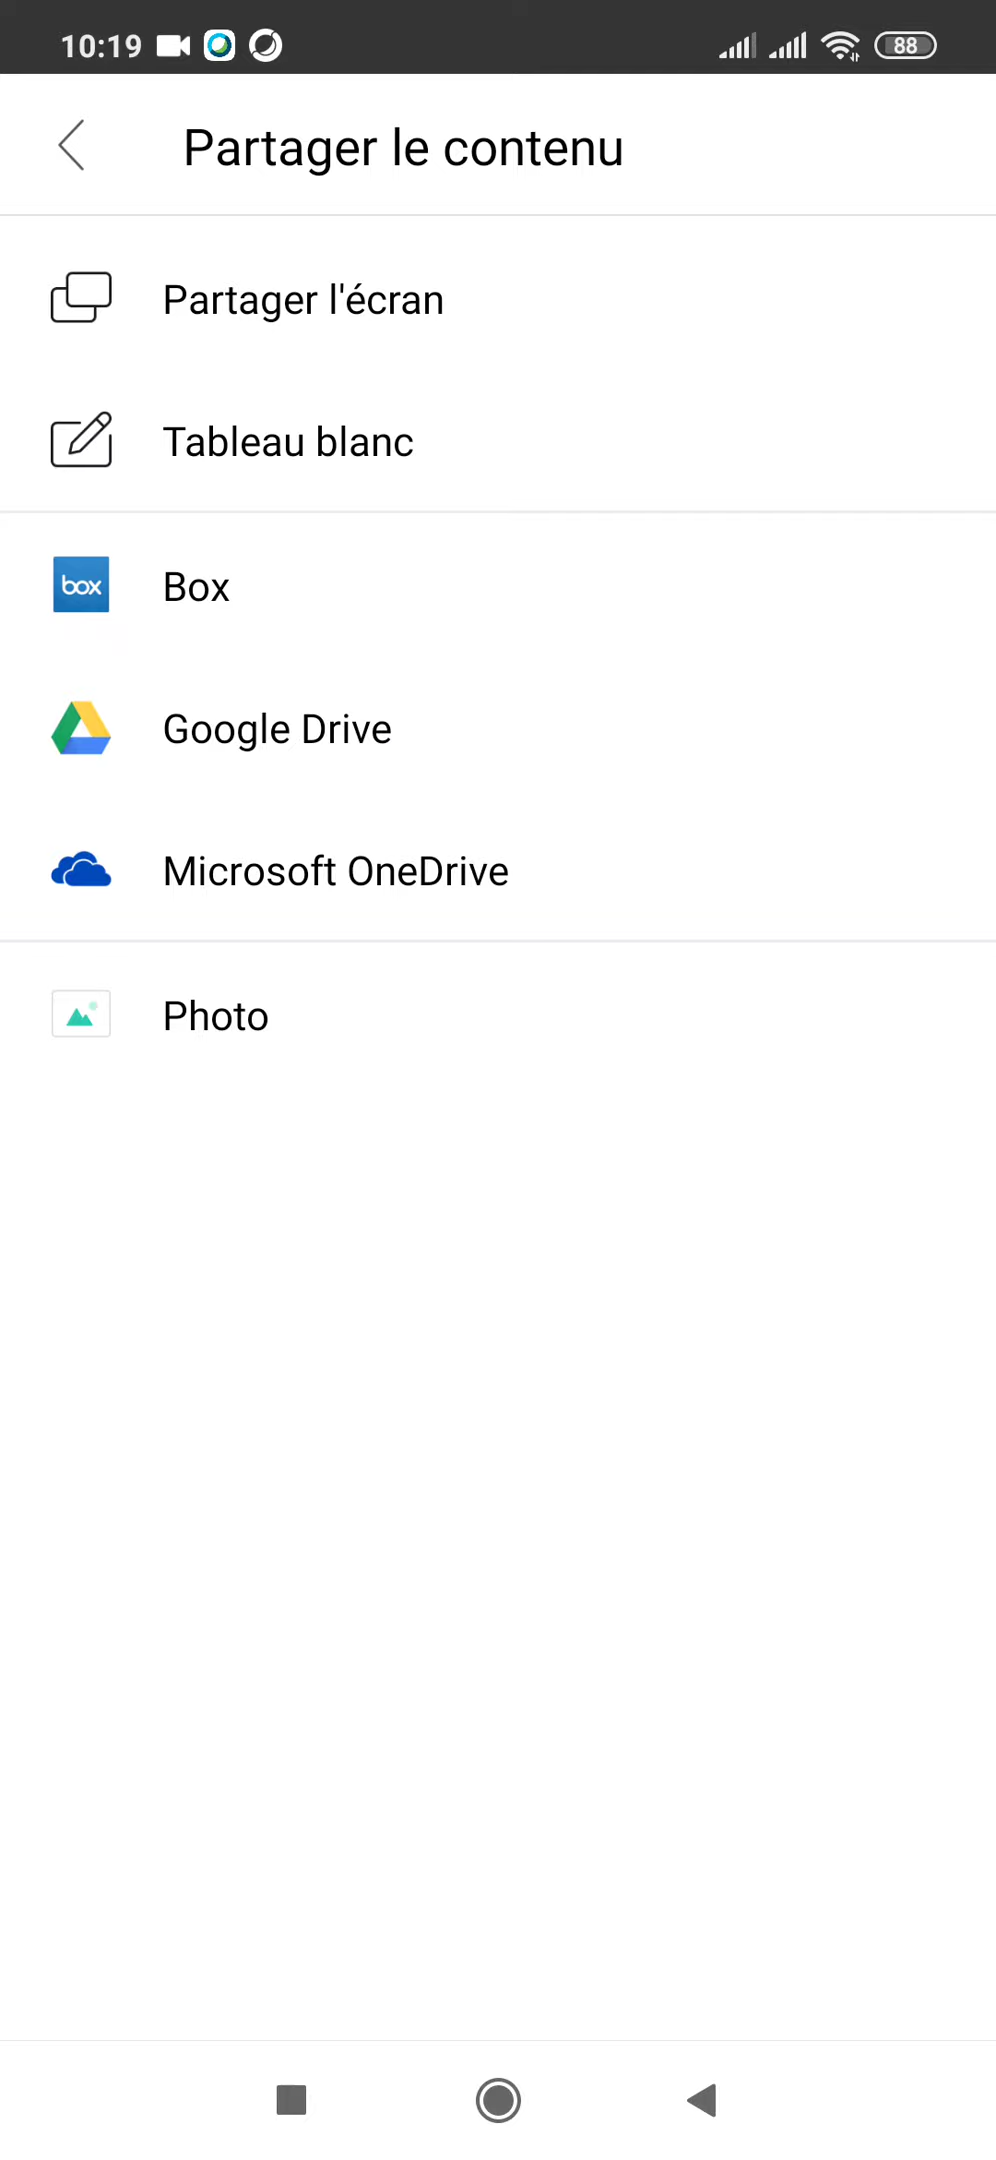 10:19
88
Partager le contenu
Partager l'écran
Tableau blanc
box Box
Google Drive
Microsoft OneDrive
Photo